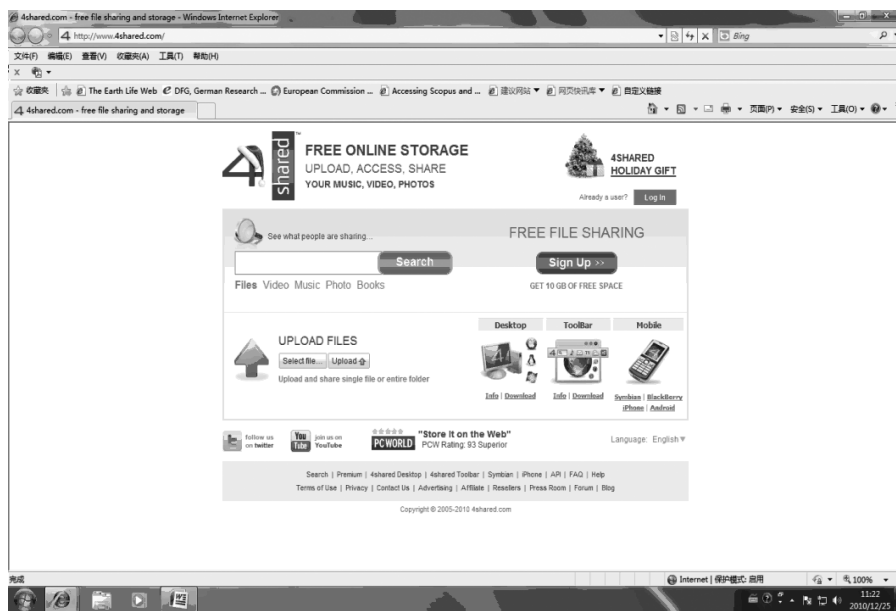 4shared.com - free file sharing and storage - Windows Internet Explorer
http://www.4shared.com/
Bing
文件(F) 编辑(E) 查看(V) 收藏夹(A) 工具(T) 帮助(H)
收藏夹 The Earth Life Web DFG, German Research ... European Commission ... Accessing Scopus and ... 建议网站 网页快讯库 自定义链接
4shared.com - free file sharing and storage
页面(P) 安全(S) 工具(O)
4 shared
FREE ONLINE STORAGE
UPLOAD, ACCESS, SHARE
YOUR MUSIC, VIDEO, PHOTOS
4SHARED
HOLIDAY GIFT
Already a user? Log In
See what people are sharing...
Search
Files Video Music Photo Books
FREE FILE SHARING
Sign Up >>
GET 10 GB OF FREE SPACE
UPLOAD FILES
Select file... Upload
Upload and share single file or entire folder
Desktop ToolBar Mobile
Info | Download Info | Download Symbian | BlackBerry
iPhone | Android
follow us
on twitter
You Tube
join us on
YouTube
PCWORLD
"Store It on the Web"
PCW Rating: 93 Superior
Language: English
Search | Premium | 4shared Desktop | 4shared Toolbar | Symbian | iPhone | API | FAQ | Help
Terms of Use | Privacy | Contact Us | Advertising | Affiliate | Resellers | Press Room | Forum | Blog
Copyright © 2005-2010 4shared.com
完成
Internet | 保护模式: 启用
100%
11:22
2010/12/25